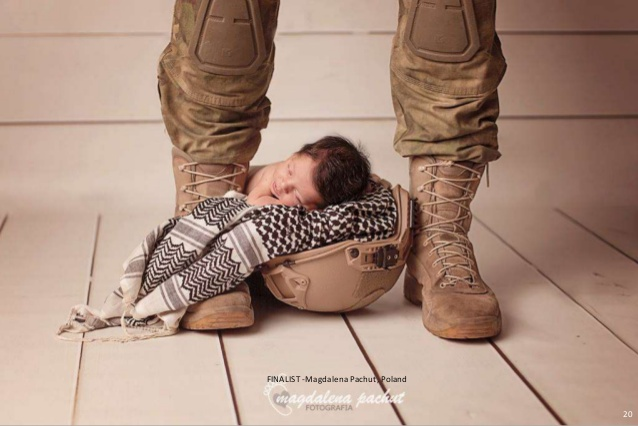 FINALIST -Magdalena Pachut, Poland
magdalena pachut
FOTOGRAFIA
20